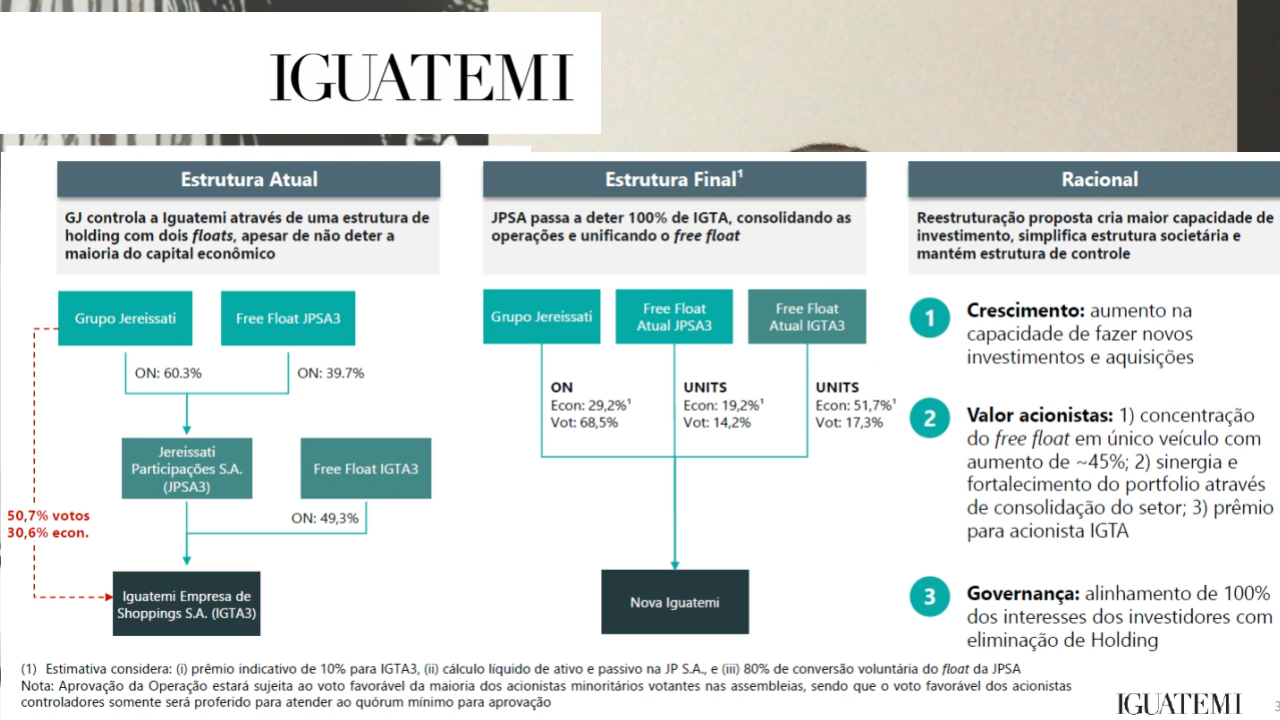 IGUATEMI
Estrutura Atual
GJ controla a Iguatemi através de uma estrutura de
holding com dois floats, apesar de não deter a
maioria do capital econômico
Grupo Jereissati
Free Float JPSA3
ON: 60.3%
ON: 39.7%
Jereissati
Participações S.A.
(JPSA3)
Free Float IGTA3
50,7% votos
30,6% econ.
ON: 49,3%
Iguatemi Empresa de
Shoppings S.A. (IGTA3)
Estrutura Final¹
JPSA passa a deter 100% de IGTA, consolidando as
operações e unificando o free float
Grupo Jereissati
Free Float
Atual JPSA3
Free Float
Atual IGTA3
ON
Econ: 29,2%¹
Vot: 68,5%
UNITS
Econ: 19,2%¹
Vot: 14,2%
UNITS
Econ: 51,7%¹
Vot: 17,3%
Nova Iguatemi
Racional
Reestruturação proposta cria maior capacidade de
investimento, simplifica estrutura societária e
mantém estrutura de controle
1
Crescimento: aumento na
capacidade de fazer novos
investimentos e aquisições
2
Valor acionistas: 1) concentração
do free float em único veículo com
aumento de ~45%; 2) sinergia e
fortalecimento do portfolio através
de consolidação do setor; 3) prêmio
para acionista IGTA
3
Governança: alinhamento de 100%
dos interesses dos investidores com
eliminação de Holding
(1) Estimativa considera: (i) prêmio indicativo de 10% para IGTA3, (ii) cálculo líquido de ativo e passivo na JP S.A., e (iii) 80% de conversão voluntária do float da JPSA
Nota: Aprovação da Operação estará sujeita ao voto favorável da maioria dos acionistas minoritários votantes nas assembleias, sendo que o voto favorável dos acionistas
controladores somente será proferido para atender ao quórum mínimo para aprovação
IGUATEMI
3